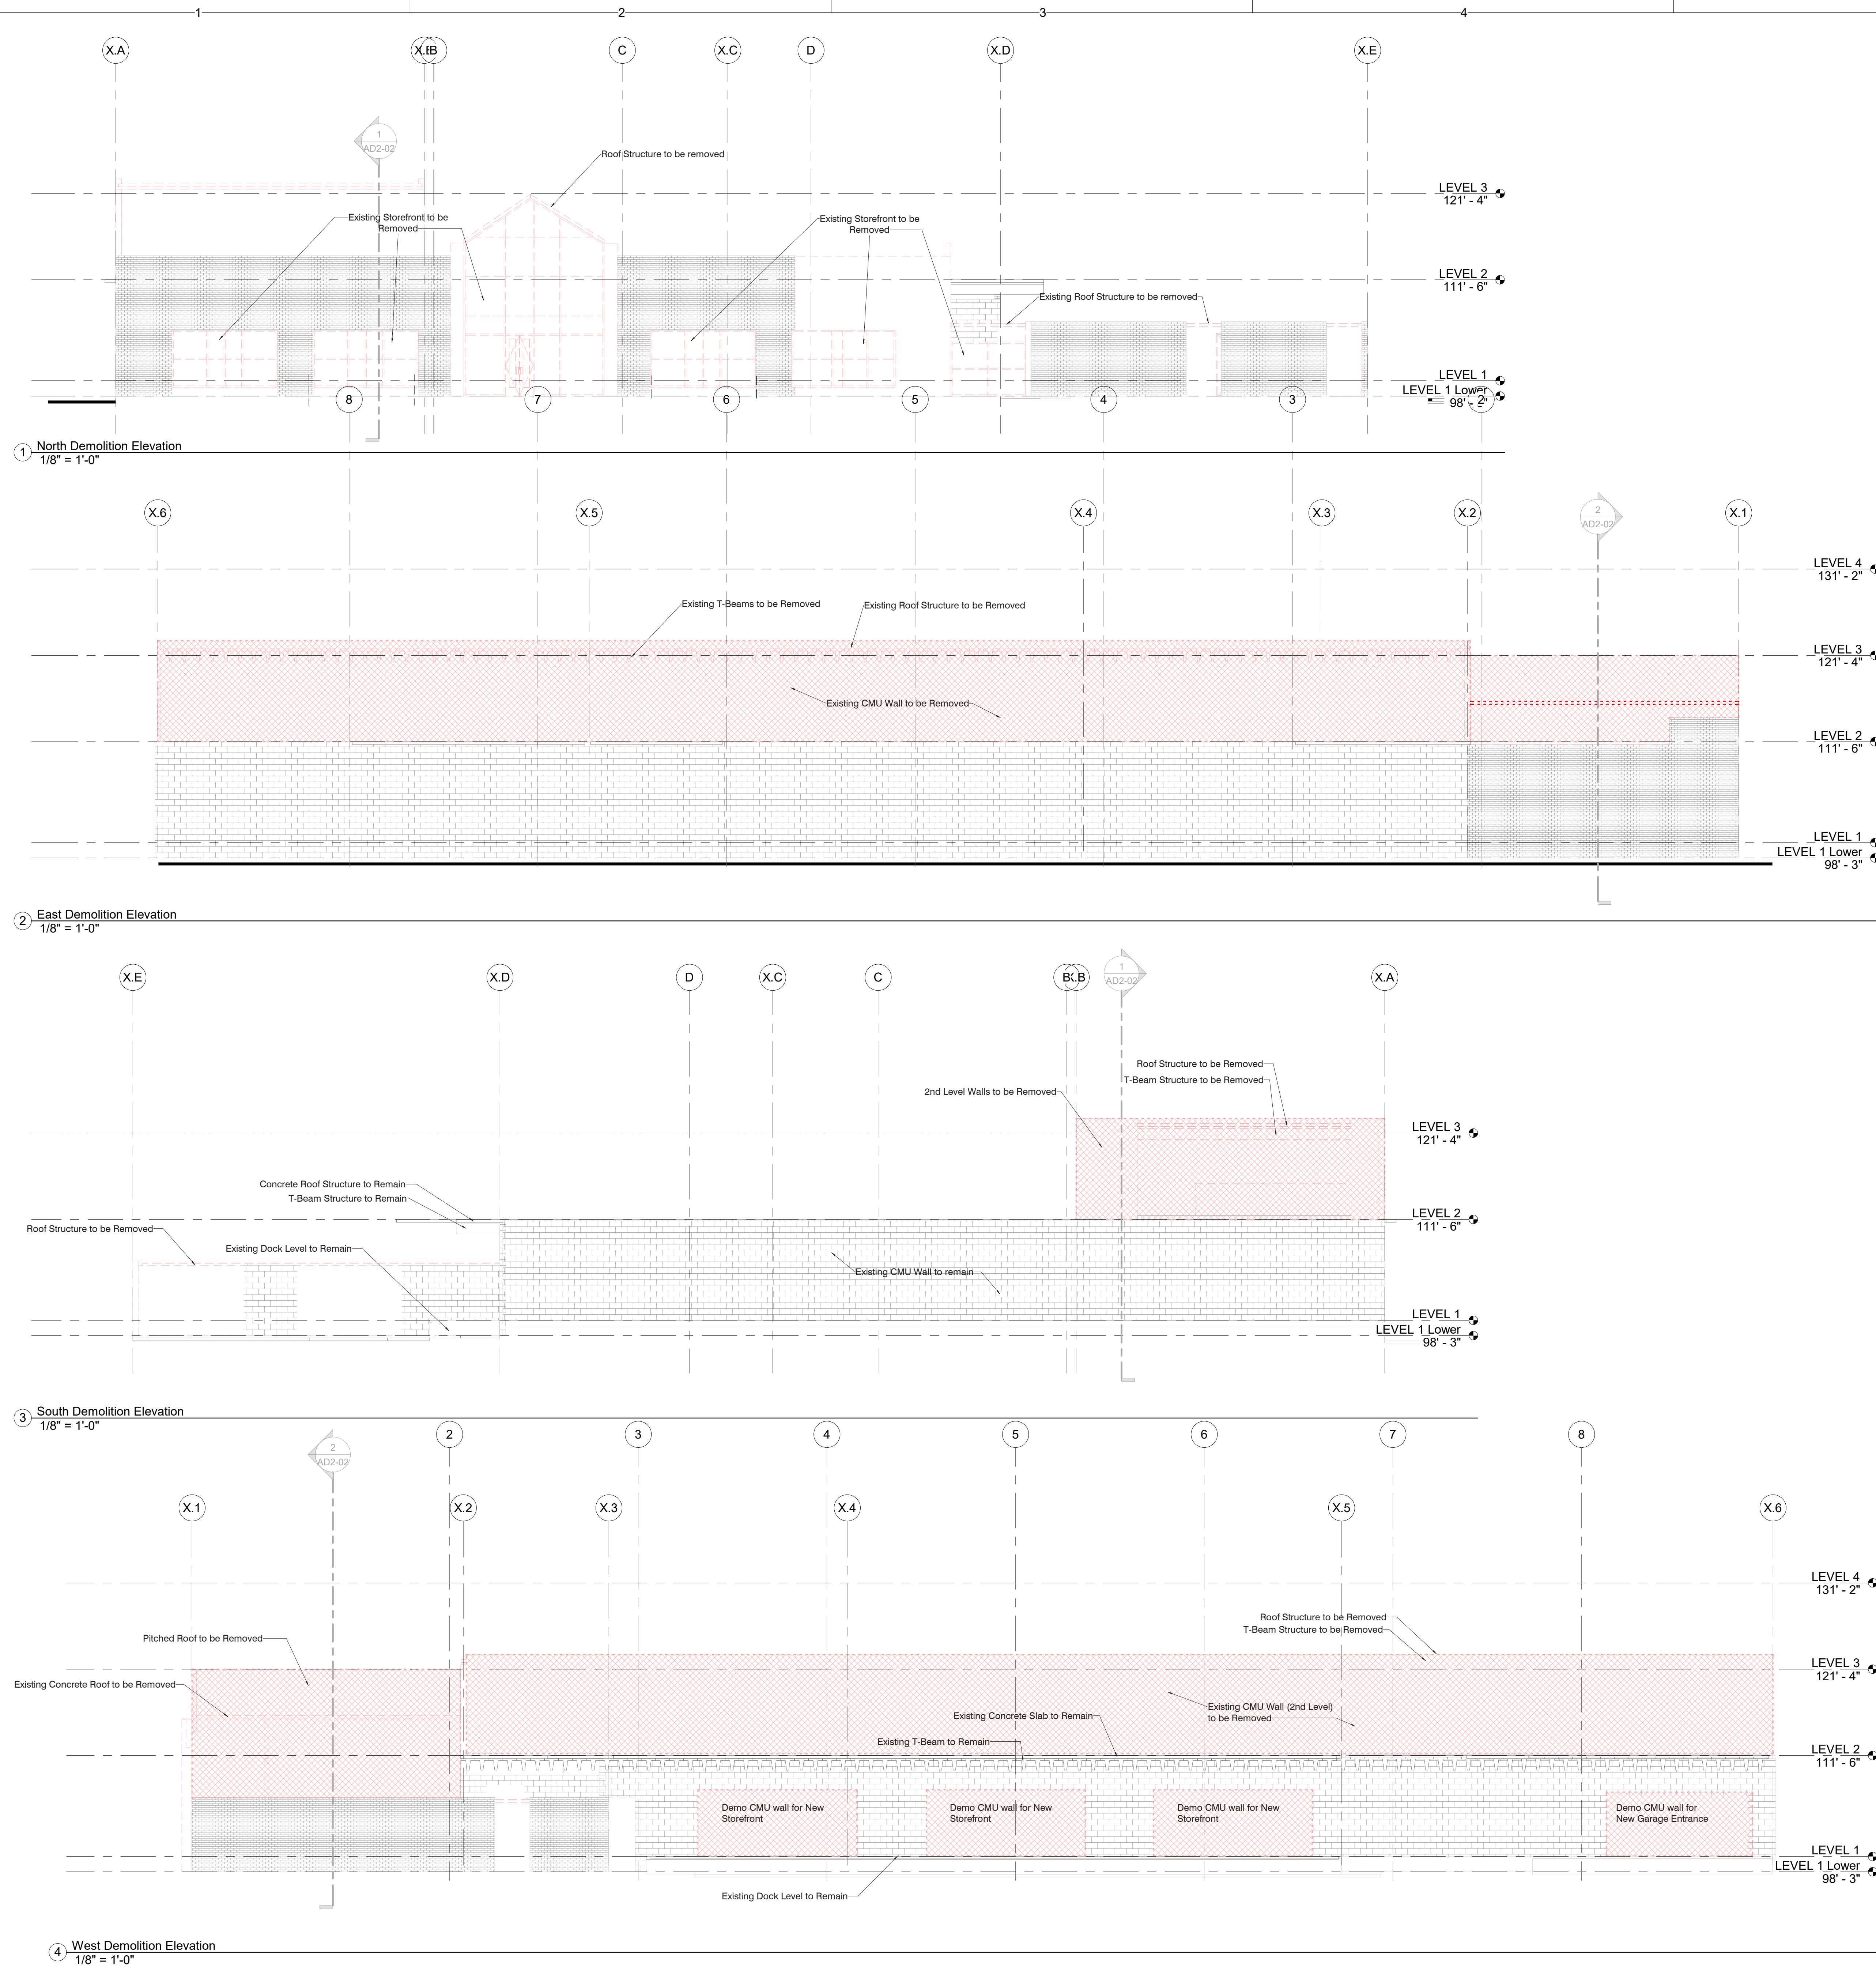 1 2 3 4
X.A X.B B C X.C D X.D X.E
1
AD2-02
Roof Structure to be removed
LEVEL 3
121' - 4"
Existing Storefront to be
Removed
Existing Storefront to be
Removed
LEVEL 2
111' - 6"
Existing Roof Structure to be removed
LEVEL 1
LEVEL 1 Lower
98' - 3"
8 7 6 5 4 3 2
1 North Demolition Elevation
1/8" = 1'-0"
X.6 X.5 X.4 X.3 X.2 X.1
2
AD2-02
LEVEL 4
131' - 2"
Existing T-Beams to be Removed
Existing Roof Structure to be Removed
LEVEL 3
121' - 4"
Existing CMU Wall to be Removed
LEVEL 2
111' - 6"
LEVEL 1
LEVEL 1 Lower
98' - 3"
2 East Demolition Elevation
1/8" = 1'-0"
X.E X.D D X.C C B X.B X.A
1
AD2-02
Roof Structure to be Removed
T-Beam Structure to be Removed
2nd Level Walls to be Removed
LEVEL 3
121' - 4"
Concrete Roof Structure to Remain
T-Beam Structure to Remain
LEVEL 2
111' - 6"
Roof Structure to be Removed
Existing Dock Level to Remain
Existing CMU Wall to remain
LEVEL 1
LEVEL 1 Lower
98' - 3"
3 South Demolition Elevation
1/8" = 1'-0"
2 3 4 5 6 7 8
2
AD2-02
X.1 X.2 X.3 X.4 X.5 X.6
LEVEL 4
131' - 2"
Roof Structure to be Removed
T-Beam Structure to be Removed
Pitched Roof to be Removed
LEVEL 3
121' - 4"
Existing Concrete Roof to be Removed
Existing CMU Wall (2nd Level)
to be Removed
Existing Concrete Slab to Remain
Existing T-Beam to Remain
LEVEL 2
111' - 6"
Demo CMU wall for New
Storefront
Demo CMU wall for New
Storefront
Demo CMU wall for New
Storefront
Demo CMU wall for
New Garage Entrance
LEVEL 1
LEVEL 1 Lower
98' - 3"
Existing Dock Level to Remain
4 West Demolition Elevation
1/8" = 1'-0"